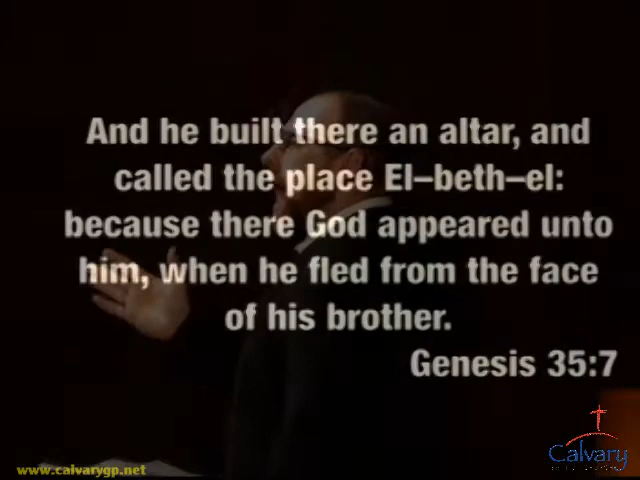 And he built there an altar, and
called the place El–beth–el:
because there God appeared unto
him, when he fled from the face
of his brother.
Genesis 35:7
www.calvarygp.net
Calvary